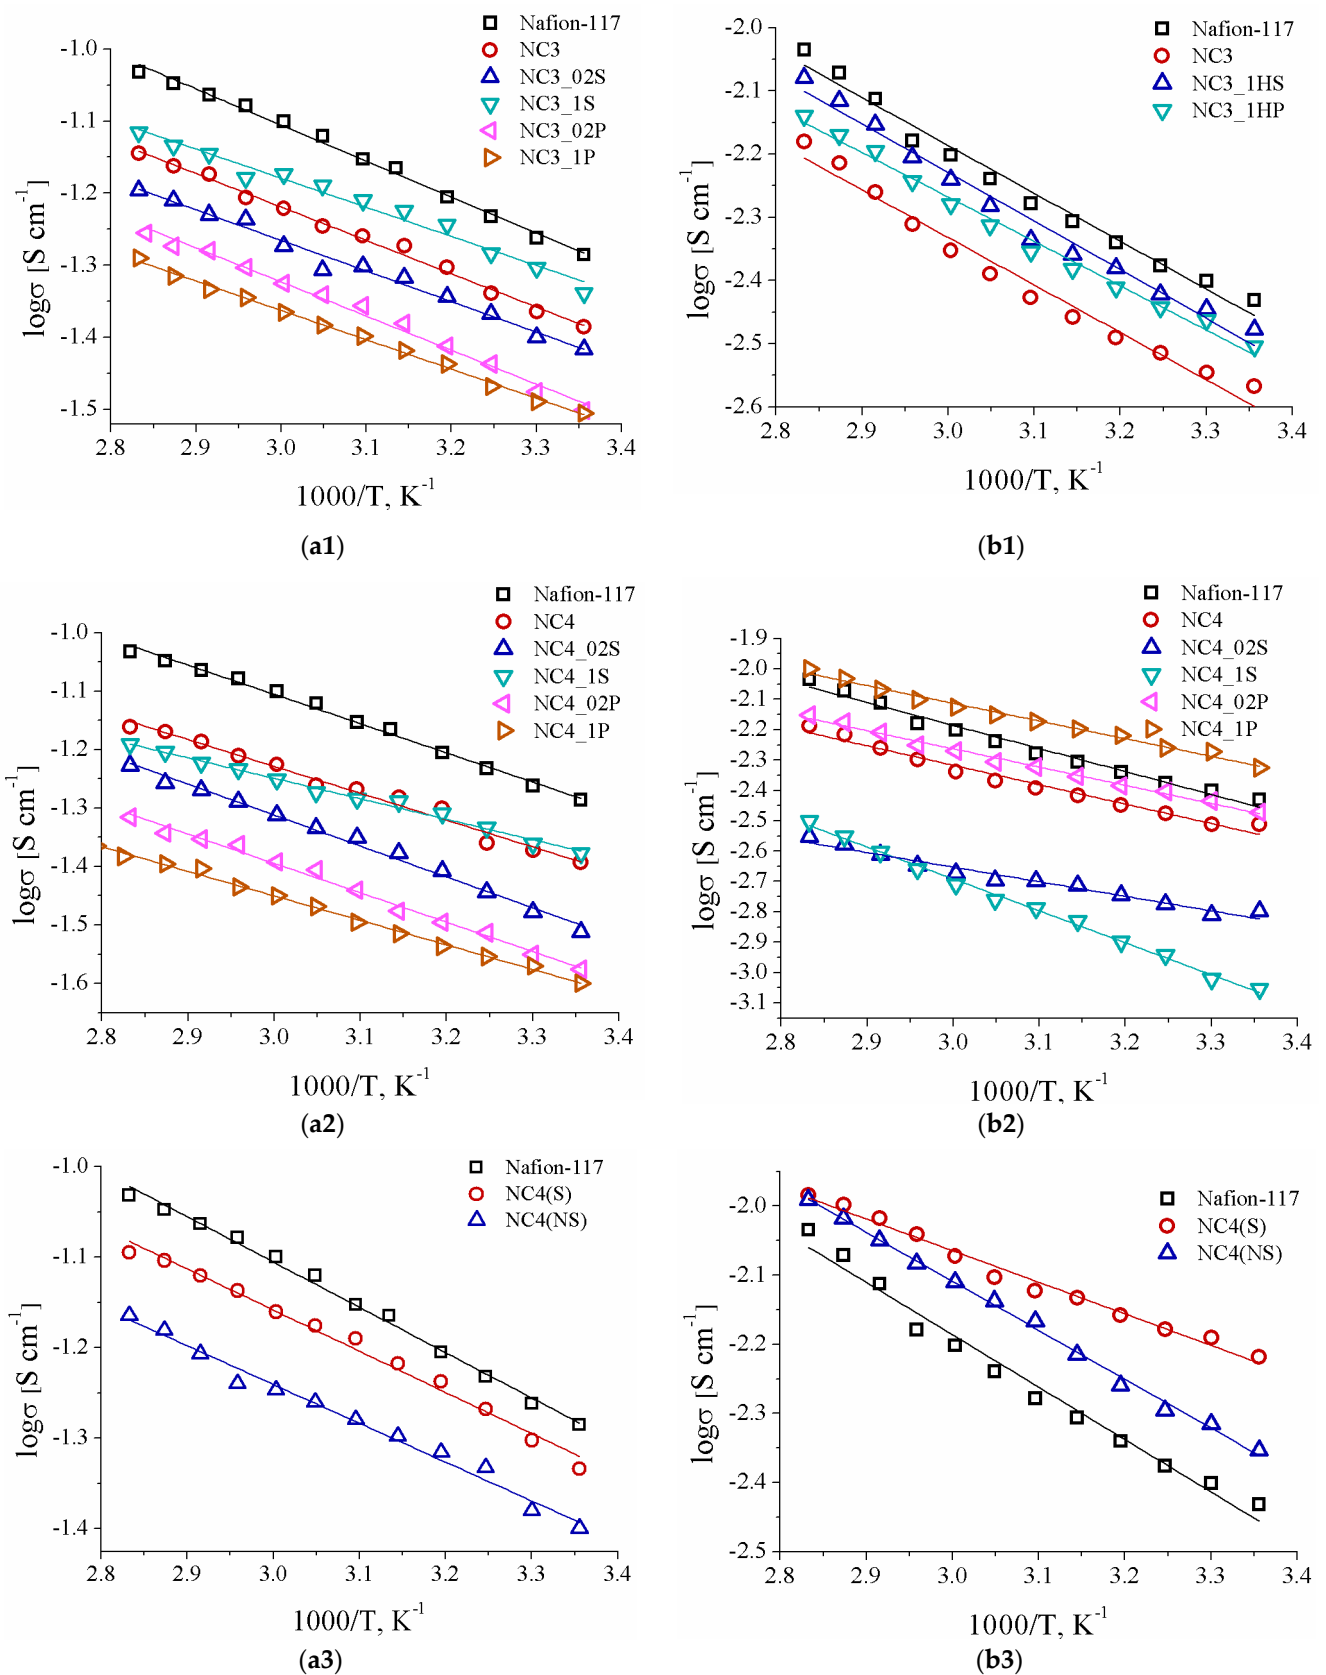 Nafion-117
NC3
NC3_02S
NC3_1S
NC3_02P
NC3_1P
-1.0
-1.1
-1.2
-1.3
-1.4
-1.5
logσ [S cm⁻¹]
2.8 2.9 3.0 3.1 3.2 3.3 3.4
1000/T, K⁻¹
(a1)
Nafion-117
NC3
NC3_1HS
NC3_1HP
-2.0
-2.1
-2.2
-2.3
-2.4
-2.5
-2.6
logσ [S cm⁻¹]
2.8 2.9 3.0 3.1 3.2 3.3 3.4
1000/T, K⁻¹
(b1)
Nafion-117
NC4
NC4_02S
NC4_1S
NC4_02P
NC4_1P
-1.0
-1.1
-1.2
-1.3
-1.4
-1.5
-1.6
logσ [S cm⁻¹]
2.8 2.9 3.0 3.1 3.2 3.3 3.4
1000/T, K⁻¹
(a2)
Nafion-117
NC4
NC4_02S
NC4_1S
NC4_02P
NC4_1P
-1.9
-2.0
-2.1
-2.2
-2.3
-2.4
-2.5
-2.6
-2.7
-2.8
-2.9
-3.0
-3.1
logσ [S cm⁻¹]
2.8 2.9 3.0 3.1 3.2 3.3 3.4
1000/T, K⁻¹
(b2)
Nafion-117
NC4(S)
NC4(NS)
-1.0
-1.1
-1.2
-1.3
-1.4
logσ [S cm⁻¹]
2.8 2.9 3.0 3.1 3.2 3.3 3.4
1000/T, K⁻¹
(a3)
Nafion-117
NC4(S)
NC4(NS)
-2.0
-2.1
-2.2
-2.3
-2.4
-2.5
logσ [S cm⁻¹]
2.8 2.9 3.0 3.1 3.2 3.3 3.4
1000/T, K⁻¹
(b3)